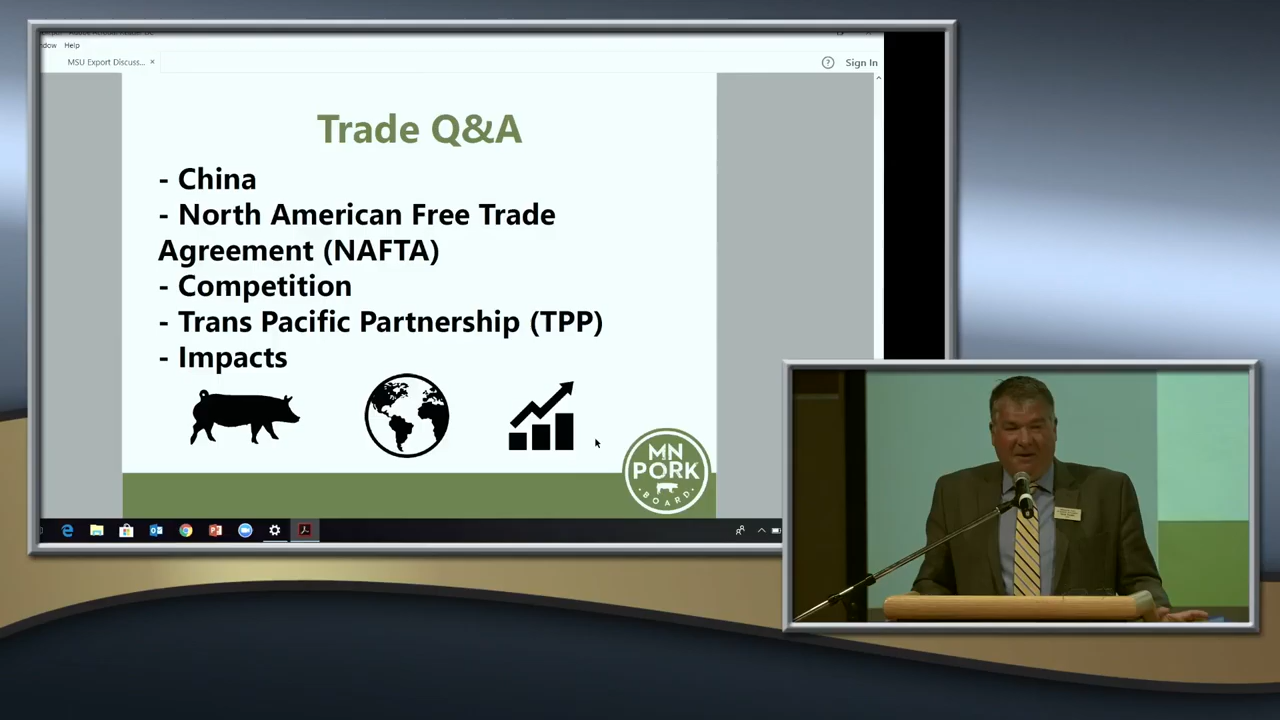 Help
MSU Export Discuss... ×
? Sign In
Trade Q&A
- China
- North American Free Trade
Agreement (NAFTA)
- Competition
- Trans Pacific Partnership (TPP)
- Impacts
MN
PORK
BOARD